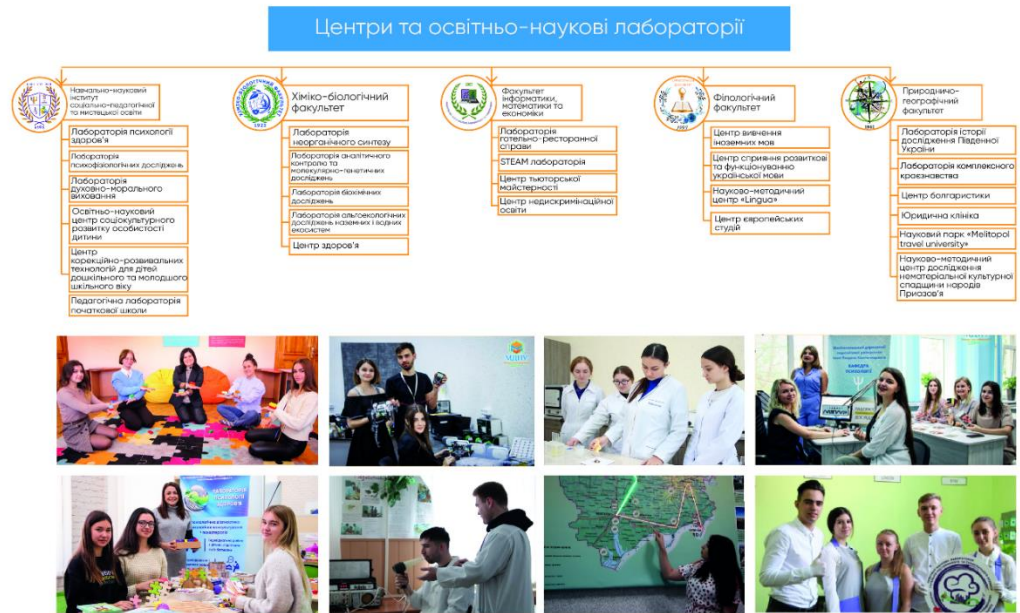 Центри та освітньо-наукові лабораторії
Навчально-науковий
інститут
соціально-педагогічної
та мистецької освіти
Лабораторія психології
здоров'я
Лабораторія
психофізіологічних досліджень
Лабораторія
духовно-морального
виховання
Освітньо-науковий
центр соціокультурного
розвитку особистості
дитини
Центр
корекційно-розвивальних
технологій для дітей
дошкільного та молодшого
шкільного віку
Педагогічна лабораторія
початкової школи
Хіміко-біологічний
факультет
Лабораторія
неорганічного синтезу
Лабораторія аналітичного
контролю та
молекулярно-генетичних
досліджень
Лабораторія біохімічних
досліджень
Лабораторія альгоекологічних
досліджень наземних і водних
екосистем
Центр здоров'я
Факультет
інформатики,
математики та
економіки
Лабораторія
готельно-ресторанної
справи
STEAM лабораторія
Центр тьюторської
майстерності
Центр недискримінаційної
освіти
Філологічний
факультет
Центр вивчення
іноземних мов
Центр сприяння розвиткові
та функціонуванню
української мови
Науково-методичний
центр «Lingua»
Центр європейських
студій
Природничо-
географічний
факультет
Лабораторія історії
дослідження Південної
України
Лабораторія комплексного
краєзнавства
Центр болгаристики
Юридична клініка
Науковий парк «Melitopol
travel university»
Науково-методичний
центр дослідження
нематеріальної культурної
спадщини народів
Приазов'я
МДПУ
КАФЕДРА
ПСИХОЛОГІЇ